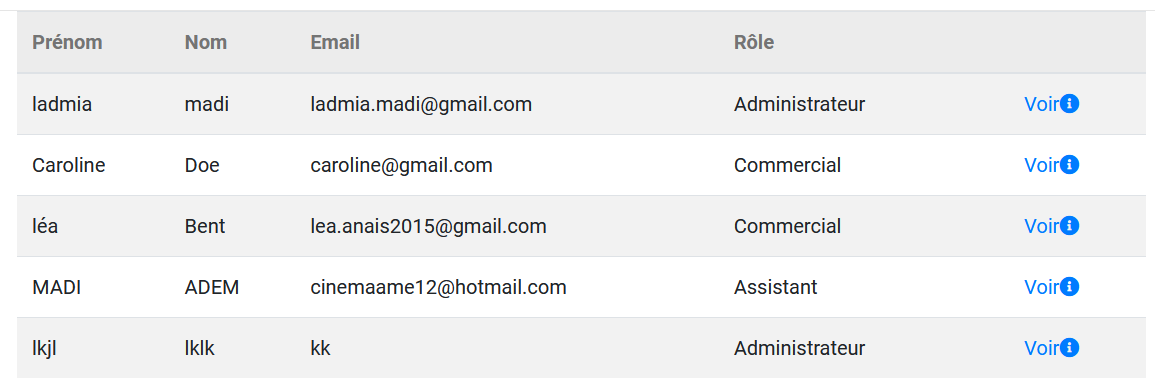 Prénom Nom Email Rôle
ladmia madi ladmia.madi@gmail.com Administrateur Voir
Caroline Doe caroline@gmail.com Commercial Voir
léa Bent lea.anais2015@gmail.com Commercial Voir
MADI ADEM cinemaame12@hotmail.com Assistant Voir
lkjl lklk kk Administrateur Voir